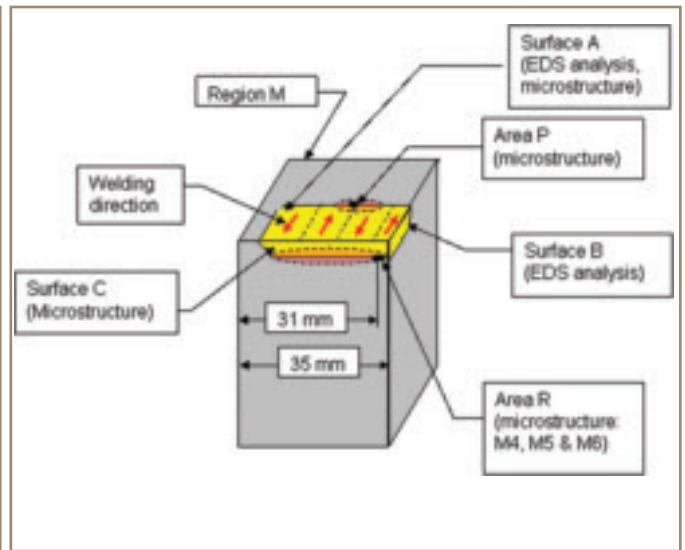 Surface A
(EDS analysis,
microstructure)
Region M
Area P
(microstructure)
Welding
direction
Surface B
(EDS analysis)
Surface C
(Microstructure)
31 mm
35 mm
Area R
(microstructure:
M4, M5 & M6)